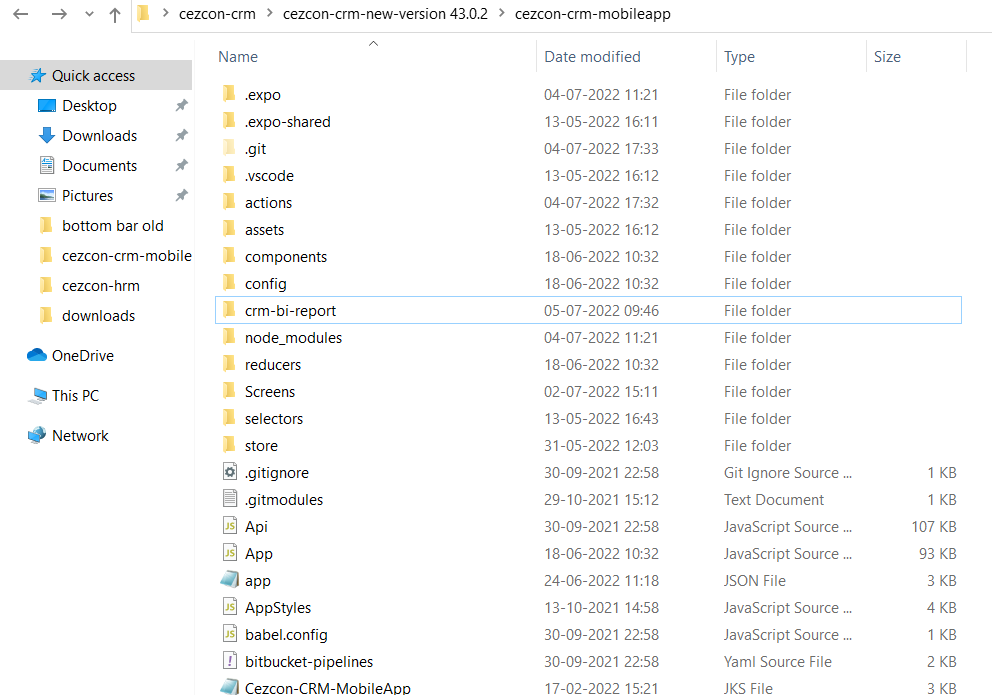 cezcon-crm > cezcon-crm-new-version 43.0.2 > cezcon-crm-mobileapp
Name Date modified Type Size
Quick access
Desktop
Downloads
Documents
Pictures
bottom bar old
cezcon-crm-mobile
cezcon-hrm
downloads
OneDrive
This PC
Network
.expo 04-07-2022 11:21 File folder
.expo-shared 13-05-2022 16:11 File folder
.git 04-07-2022 17:33 File folder
.vscode 13-05-2022 16:12 File folder
actions 04-07-2022 17:32 File folder
assets 13-05-2022 16:12 File folder
components 18-06-2022 10:32 File folder
config 18-06-2022 10:32 File folder
crm-bi-report 05-07-2022 09:46 File folder
node_modules 04-07-2022 11:21 File folder
reducers 18-06-2022 10:32 File folder
Screens 02-07-2022 15:11 File folder
selectors 13-05-2022 16:43 File folder
store 31-05-2022 12:03 File folder
.gitignore 30-09-2021 22:58 Git Ignore Source ... 1 KB
.gitmodules 29-10-2021 15:12 Text Document 1 KB
Api 30-09-2021 22:58 JavaScript Source ... 107 KB
App 18-06-2022 10:32 JavaScript Source ... 93 KB
app 24-06-2022 11:18 JSON File 3 KB
AppStyles 13-10-2021 14:58 JavaScript Source ... 4 KB
babel.config 30-09-2021 22:58 JavaScript Source ... 1 KB
bitbucket-pipelines 30-09-2021 22:58 Yaml Source File 2 KB
Cezcon-CRM-MobileApp 17-02-2022 15:21 JKS File 3 KB